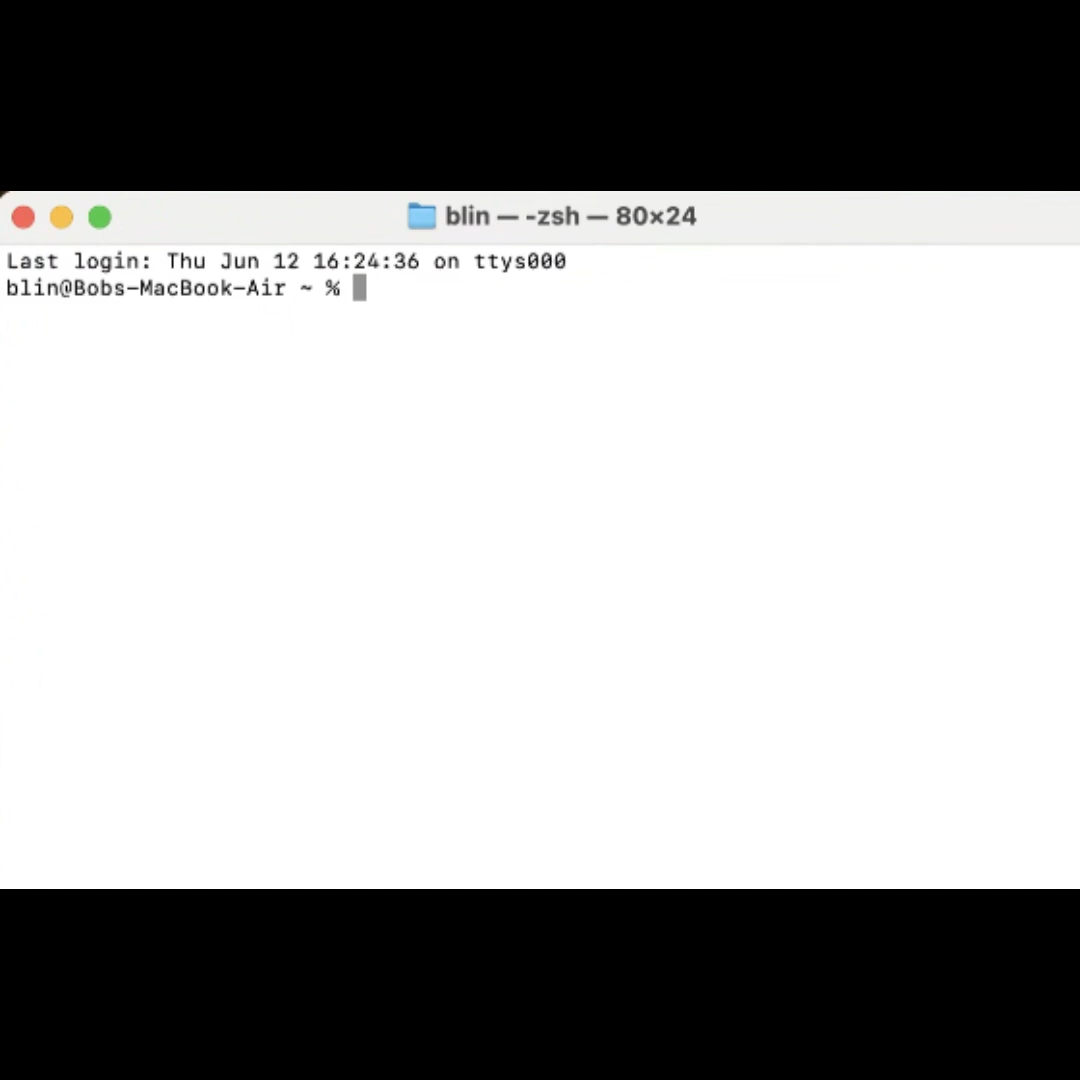 blin — -zsh — 80×24
Last login: Thu Jun 12 16:24:36 on ttys000
blin@Bobs-MacBook-Air ~ %